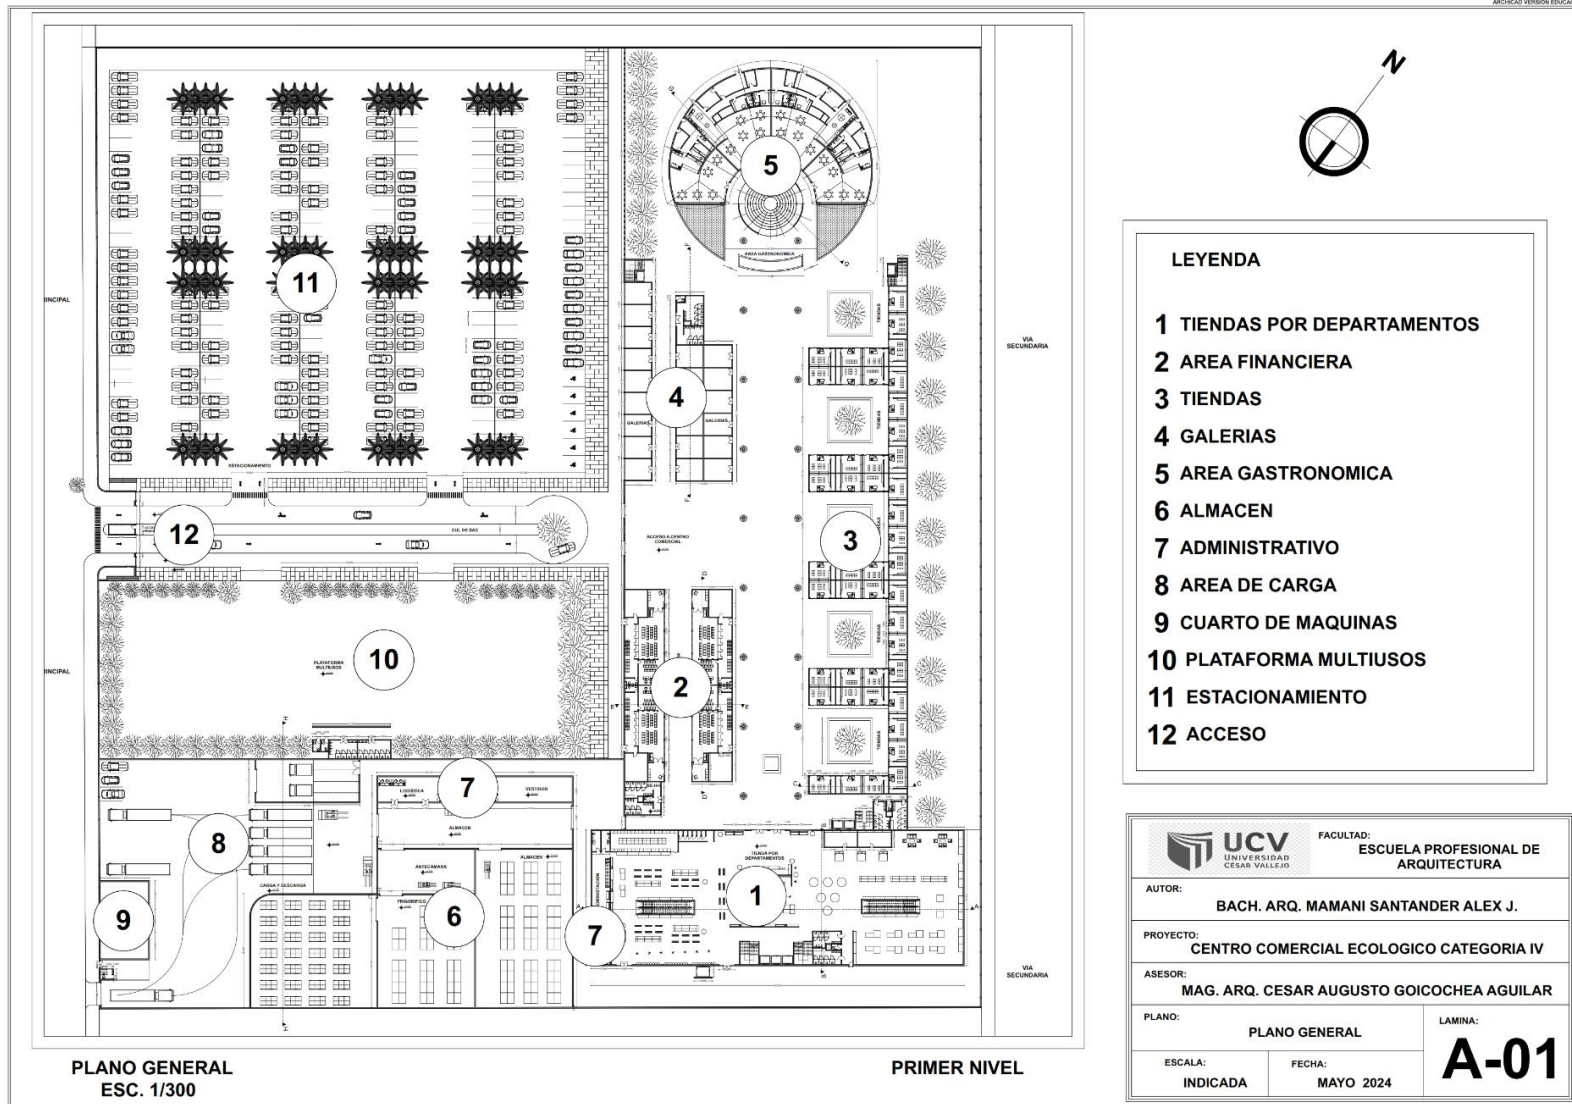 N
5
AREA GASTRONOMICA
11
RINCIPAL
TIENDAS
VIA
SECUNDARIA
4
GALERIAS
GALERIAS
TIENDAS
ESTACIONAMIENTO
12
CUL DE SAC
ACCESO A CENTRO
COMERCIAL
3
10
PLATAFORMA
MULTIUSOS
RINCIPAL
2
TIENDAS
TIENDAS
7
LOGISTICA
VESTIDOR
ALMACEN
8
ANTECAMARA
ALMACEN
CARGA Y DESCARGA
FRIGORIFICO
6
9
7
TIENDA POR
DEPARTAMENTOS
1
VIA
SECUNDARIA
PLANO GENERAL
ESC. 1/300
PRIMER NIVEL
LEYENDA
1 TIENDAS POR DEPARTAMENTOS
2 AREA FINANCIERA
3 TIENDAS
4 GALERIAS
5 AREA GASTRONOMICA
6 ALMACEN
7 ADMINISTRATIVO
8 AREA DE CARGA
9 CUARTO DE MAQUINAS
10 PLATAFORMA MULTIUSOS
11 ESTACIONAMIENTO
12 ACCESO
UCV
UNIVERSIDAD
CÉSAR VALLEJO
FACULTAD:
ESCUELA PROFESIONAL DE
ARQUITECTURA
AUTOR:
BACH. ARQ. MAMANI SANTANDER ALEX J.
PROYECTO:
CENTRO COMERCIAL ECOLOGICO CATEGORIA IV
ASESOR:
MAG. ARQ. CESAR AUGUSTO GOICOCHEA AGUILAR
PLANO:
PLANO GENERAL
LAMINA:
A-01
ESCALA:
INDICADA
FECHA:
MAYO 2024